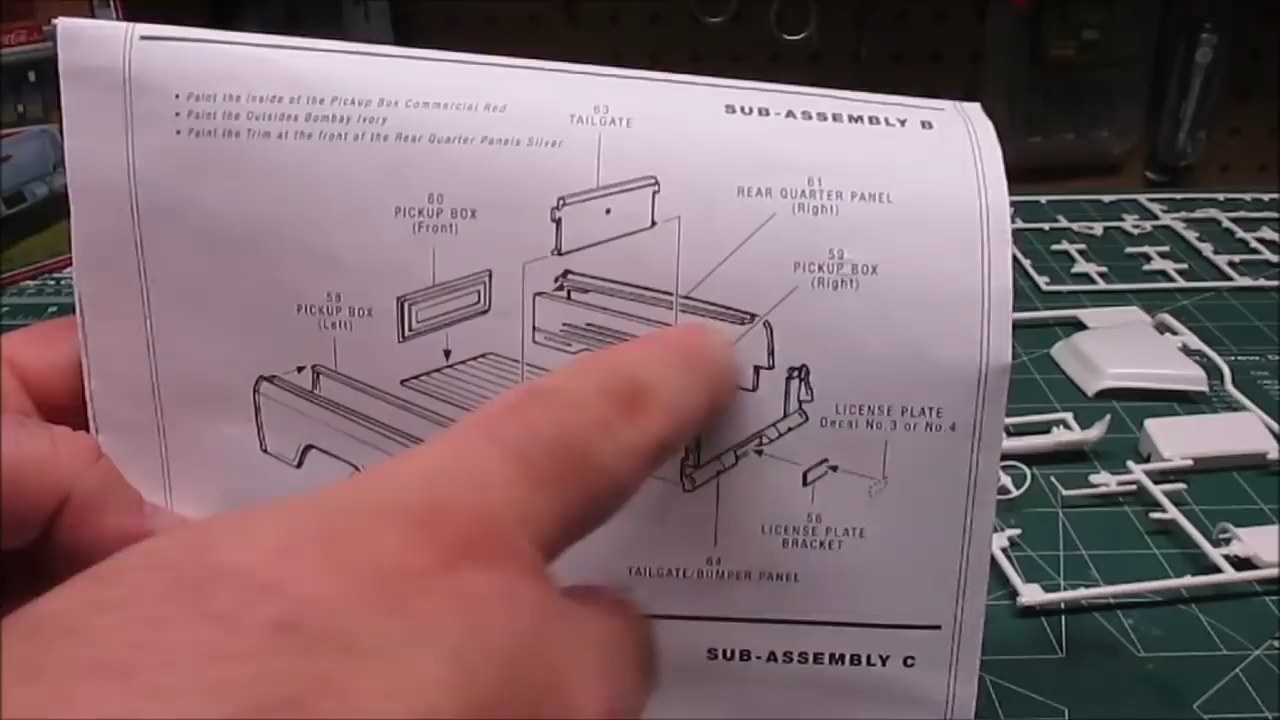 • Paint the Inside of the Pickup Box Commercial Red
• Paint the Outsides Bombay Ivory
• Paint the Trim at the front of the Rear Quarter Panels Silver
SUB-ASSEMBLY B
63
TAILGATE
61
REAR QUARTER PANEL
(Right)
60
PICKUP BOX
(Front)
59
PICKUP BOX
(Right)
58
PICKUP BOX
(Left)
LICENSE PLATE
Decal No.3 or No.4
56
LICENSE PLATE
BRACKET
64
TAILGATE/BUMPER PANEL
SUB-ASSEMBLY C